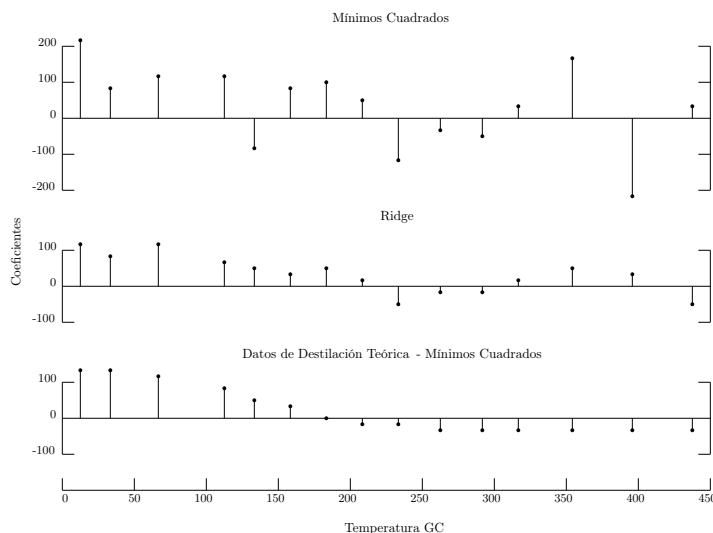 Mínimos Cuadrados
200
100
0
-100
-200
Ridge
100
0
-100
Coeficientes
Datos de Destilación Teórica - Mínimos Cuadrados
100
0
-100
0 50 100 150 200 250 300 350 400 450
Temperatura GC